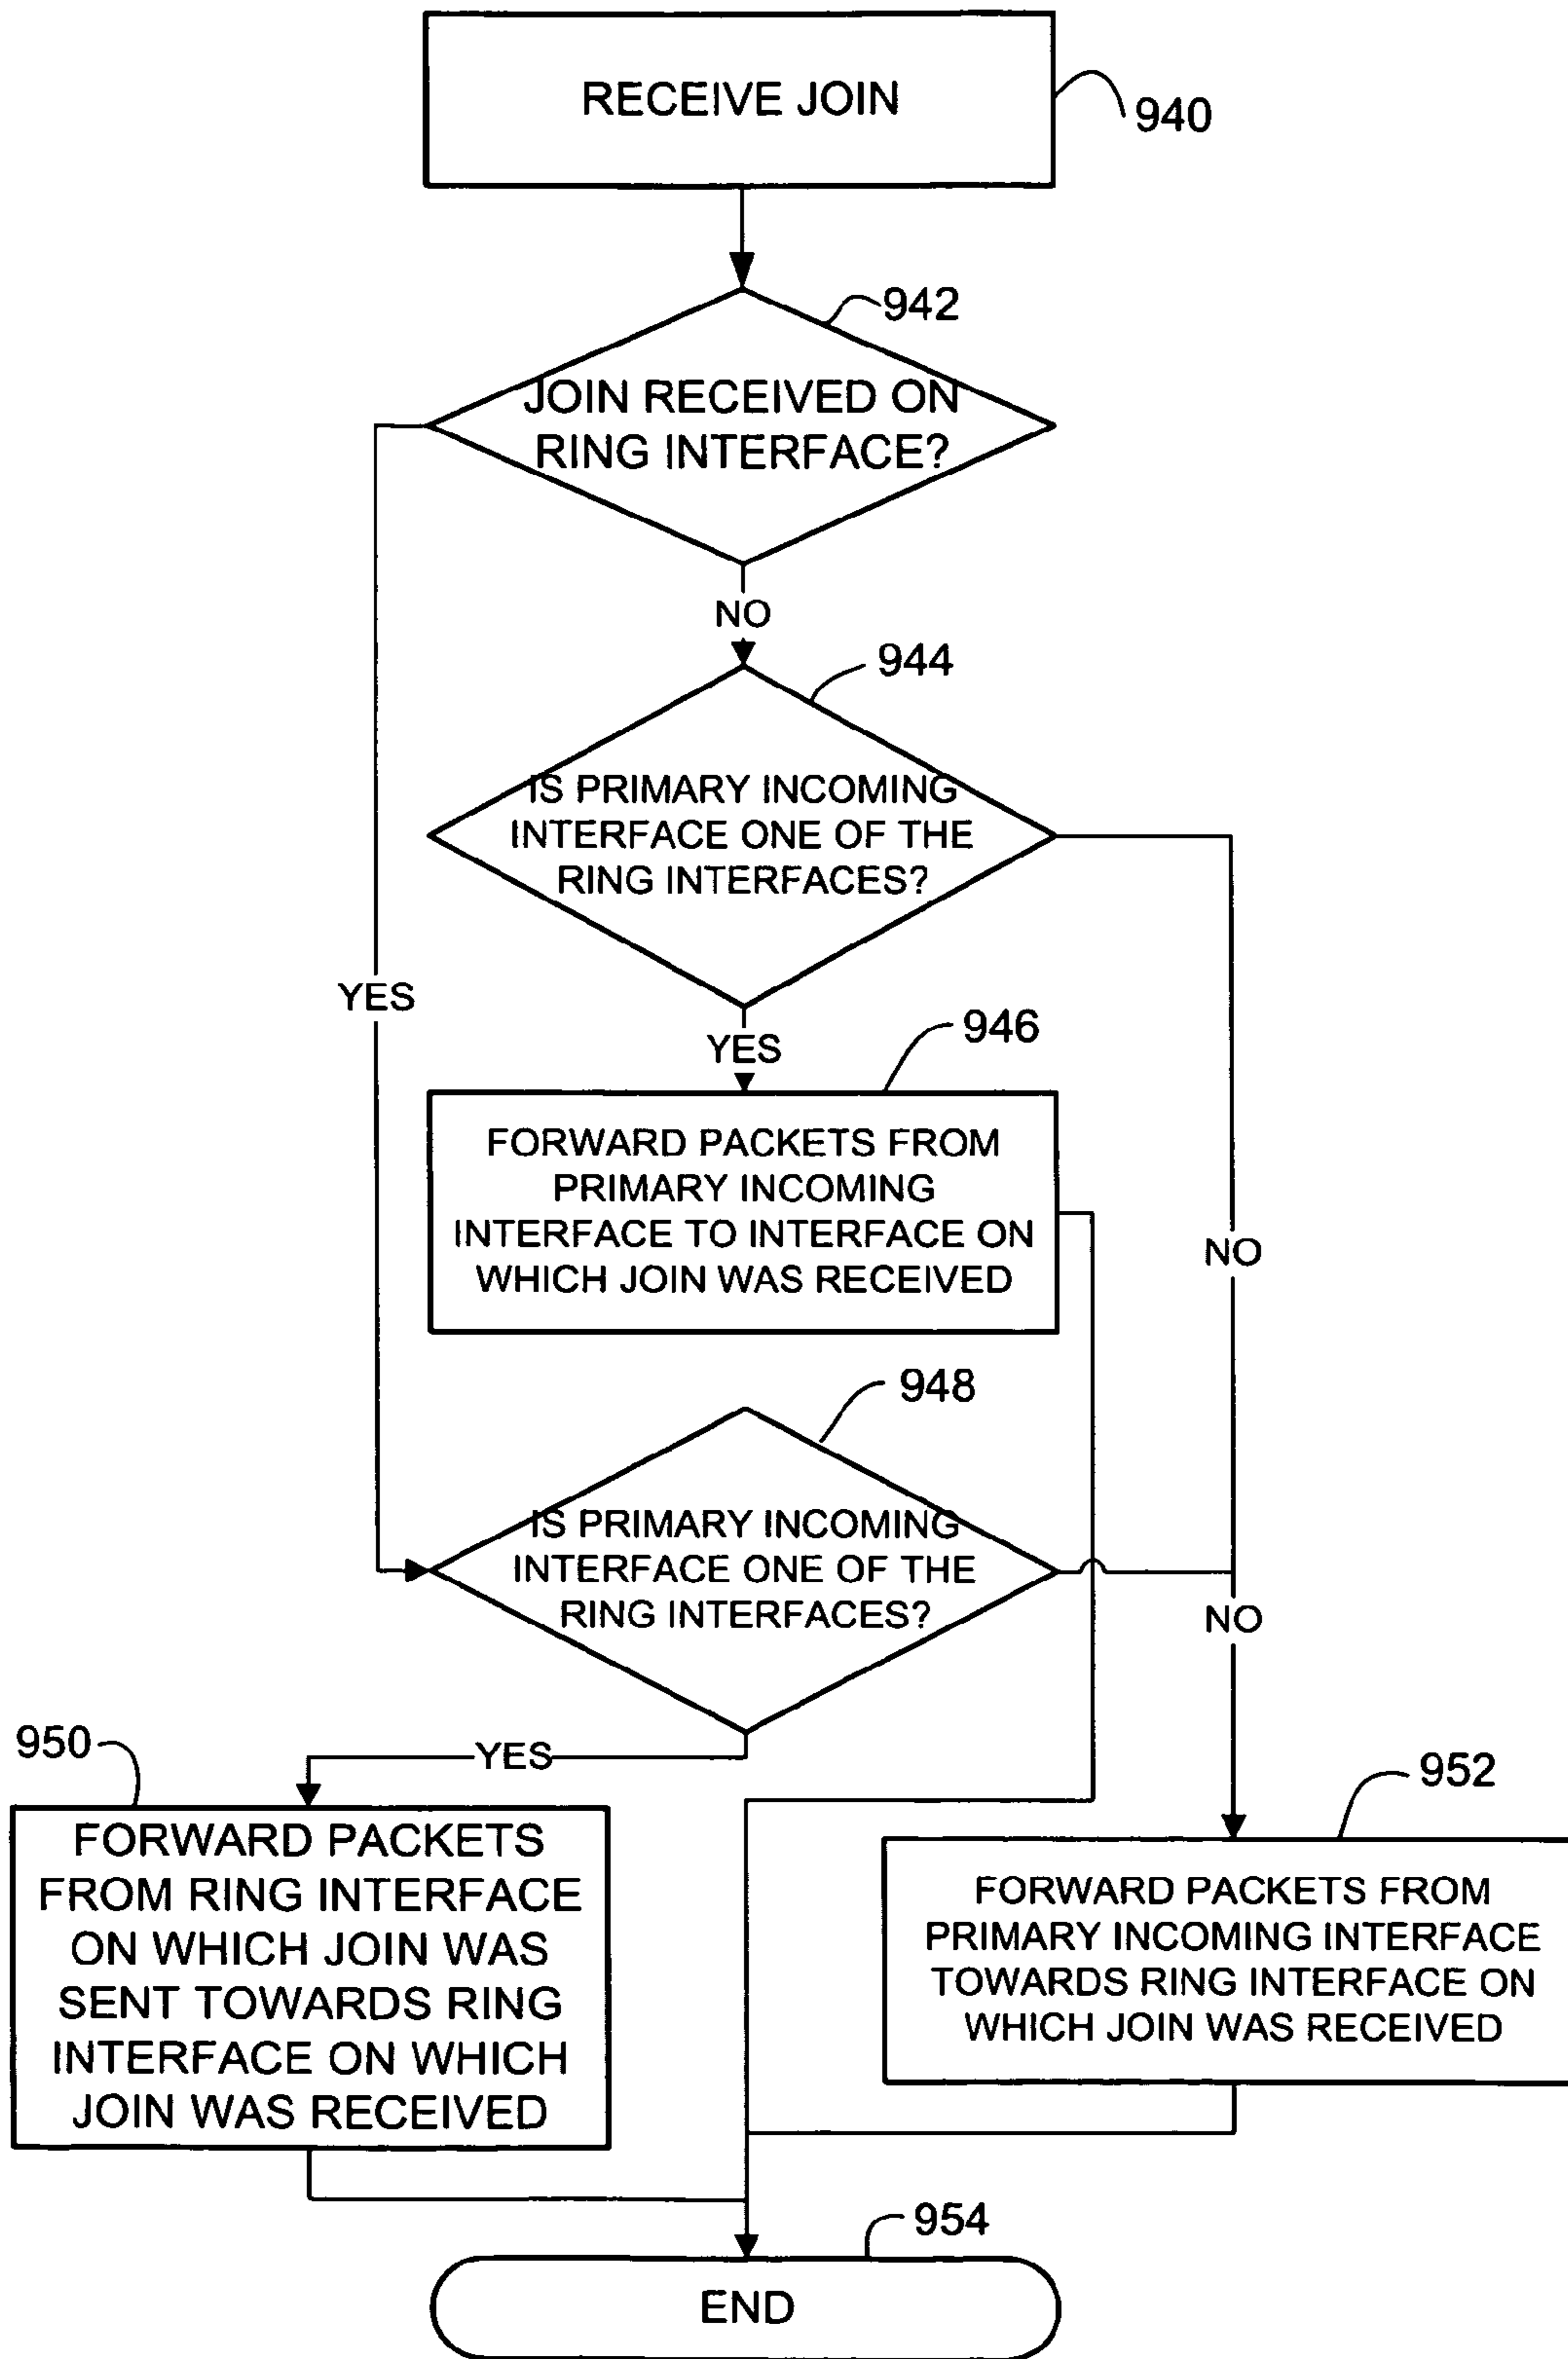 RECEIVE JOIN
940
942
JOIN RECEIVED ON
RING INTERFACE?
NO
944
IS PRIMARY INCOMING
INTERFACE ONE OF THE
RING INTERFACES?
YES
YES
946
FORWARD PACKETS FROM
PRIMARY INCOMING
INTERFACE TO INTERFACE ON
WHICH JOIN WAS RECEIVED
NO
948
IS PRIMARY INCOMING
INTERFACE ONE OF THE
RING INTERFACES?
NO
950
YES
952
FORWARD PACKETS
FROM RING INTERFACE
ON WHICH JOIN WAS
SENT TOWARDS RING
INTERFACE ON WHICH
JOIN WAS RECEIVED
FORWARD PACKETS FROM
PRIMARY INCOMING INTERFACE
TOWARDS RING INTERFACE ON
WHICH JOIN WAS RECEIVED
954
END